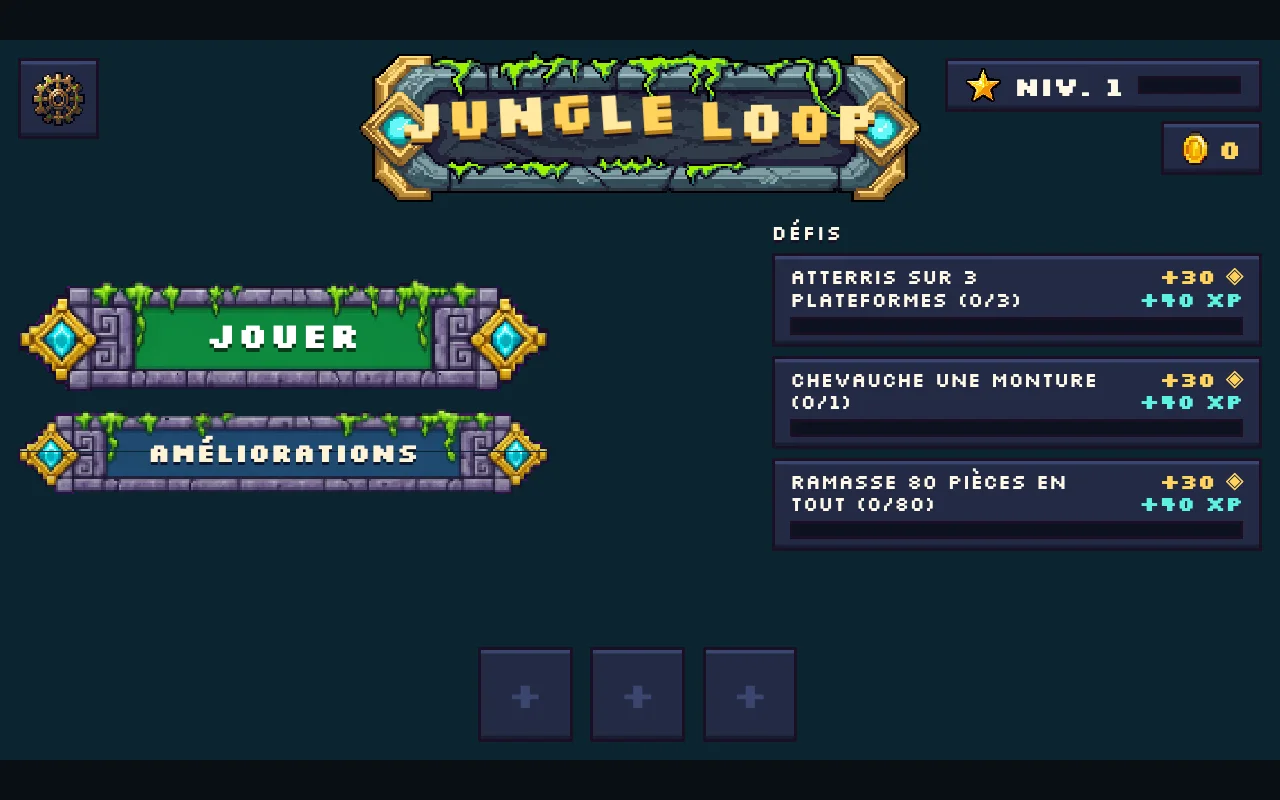 JUNGLE LOOP
NIV. 1
0
DÉFIS
ATTERRIS SUR 3
PLATEFORMES (0/3)
+30
+40 XP
CHEVAUCHE UNE MONTURE
(0/1)
+30
+40 XP
RAMASSE 80 PIÈCES EN
TOUT (0/80)
+30
+40 XP
JOUER
AMÉLIORATIONS
+
+
+